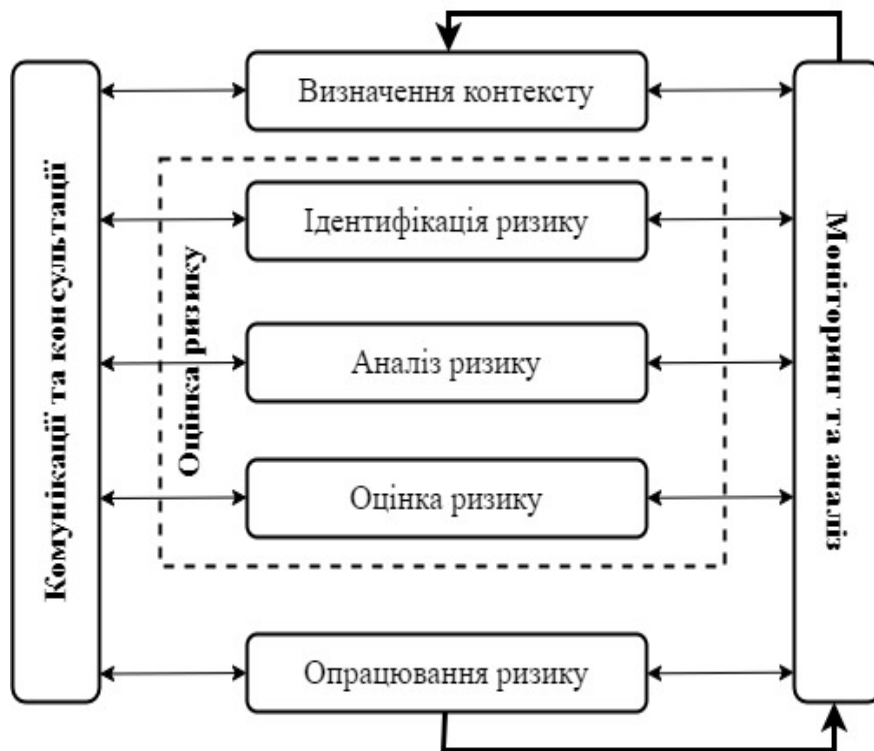 Визначення контексту
Комунікації та консультації
Оцінка ризику
Ідентифікація ризику
Аналіз ризику
Оцінка ризику
Моніторинг та аналіз
Опрацювання ризику